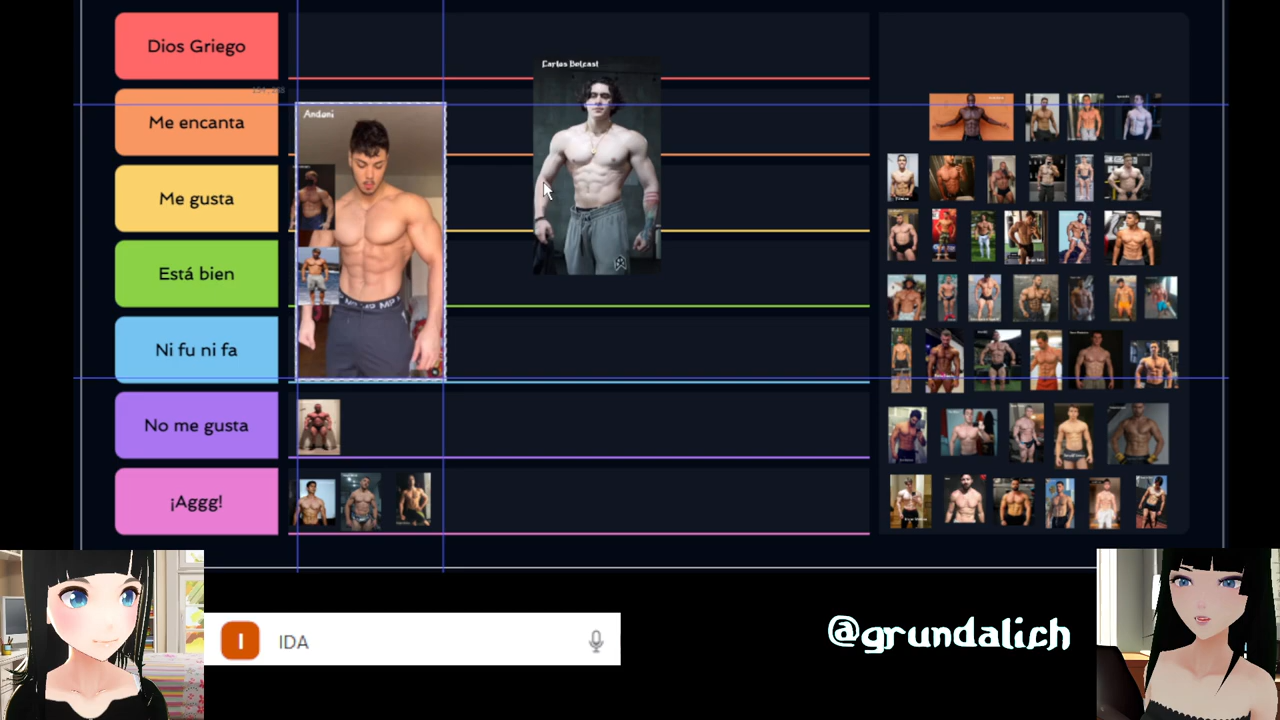 Dios Griego
Carlos Belcast
Me encanta
Andoni
Me gusta
Está bien
Ni fu ni fa
No me gusta
¡Aggg!
I
IDA
@grundalich